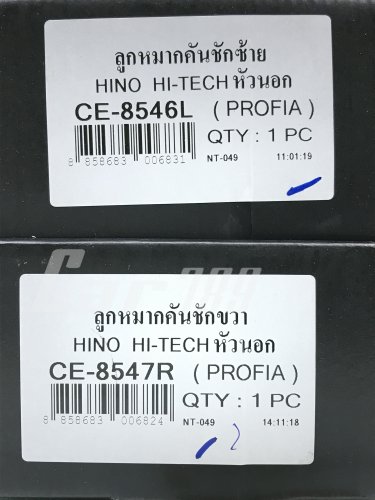 ลูกหมากคันชักซ้าย
HINO HI-TECH หัวนอก
CE-8546L (PROFIA)
QTY : 1 PC
8 858683 006831
NT-049 11:01:19
ลูกหมากคันชักขวา
HINO HI-TECH หัวนอก
CE-8547R (PROFIA)
QTY : 1 PC
8 858683 006824
NT-049 14:11:18